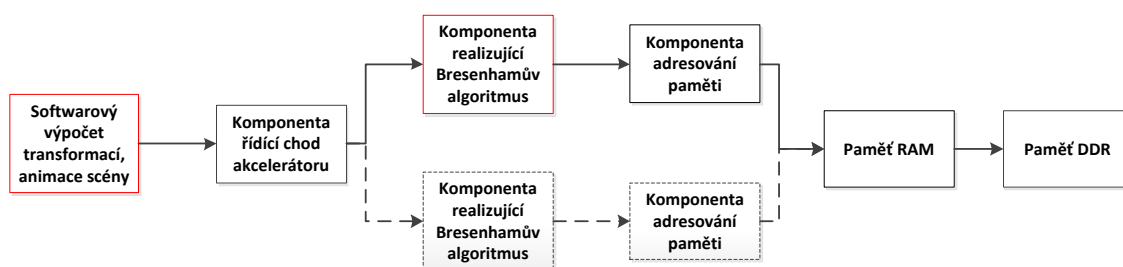 Softwarový
výpočet
transformací,
animace scény
Komponenta
řídící chod
akcelerátoru
Komponenta
realizující
Bresenhamův
algoritmus
Komponenta
adresování
paměti
Komponenta
realizující
Bresenhamův
algoritmus
Komponenta
adresování
paměti
Paměť RAM
Paměť DDR